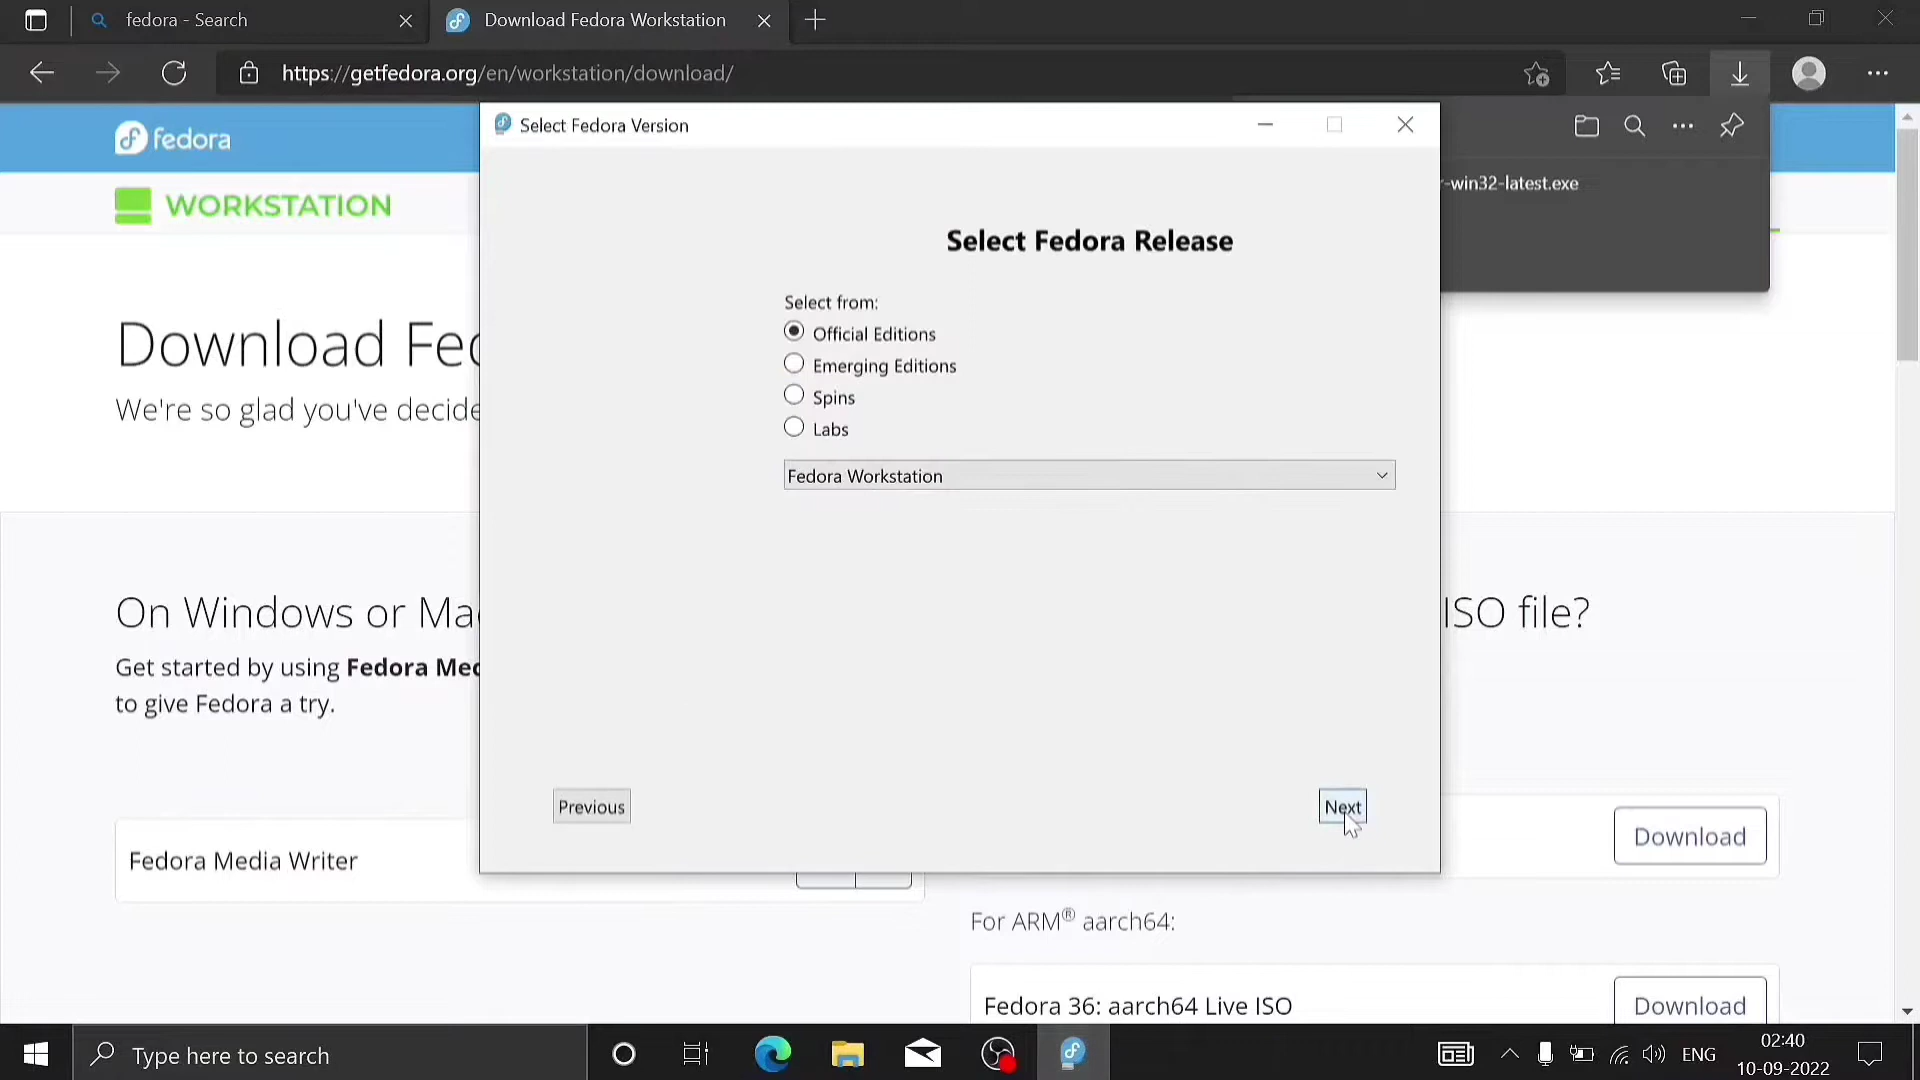 fedora - Search
Download Fedora Workstation
https://getfedora.org/en/workstation/download/
fedora
WORKSTATION
Select Fedora Version
-win32-latest.exe
Select Fedora Release
Select from:
Official Editions
Emerging Editions
Spins
Labs
Fedora Workstation
Previous
Next
Download Fed
We're so glad you've decide
On Windows or Ma
Get started by using Fedora Med
to give Fedora a try.
ISO file?
Fedora Media Writer
Download
For ARM® aarch64:
Fedora 36: aarch64 Live ISO
Download
Type here to search
ENG
02:40
10-09-2022